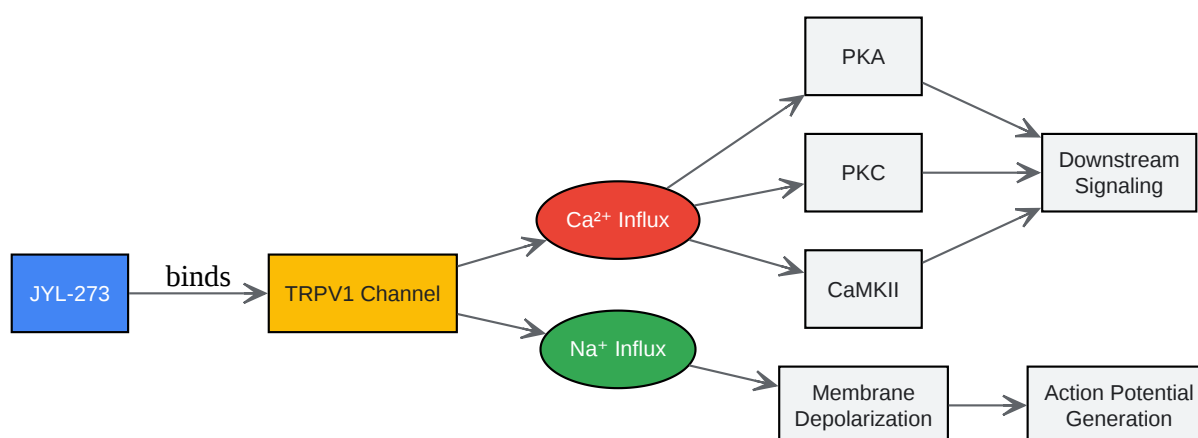 JYL-273
binds
TRPV1 Channel
Ca²⁺ Influx
Na⁺ Influx
PKA
PKC
CaMKII
Downstream
Signaling
Membrane
Depolarization
Action Potential
Generation